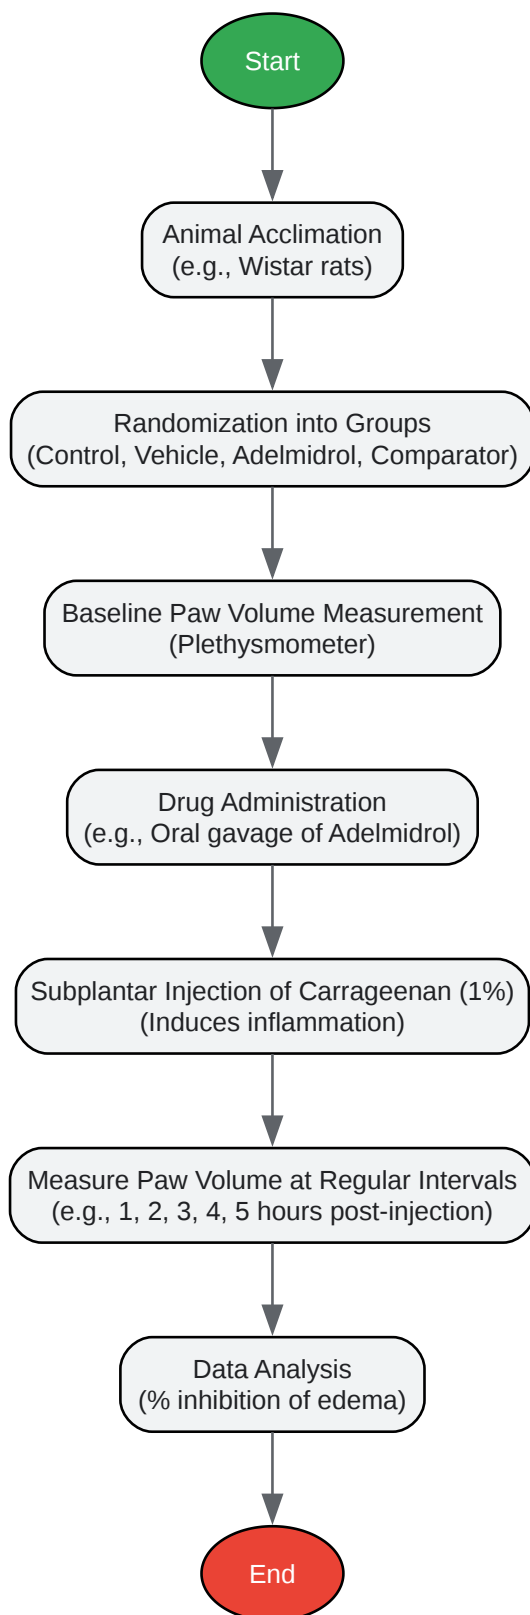 Start
Animal Acclimation
(e.g., Wistar rats)
Randomization into Groups
(Control, Vehicle, Adelmidrol, Comparator)
Baseline Paw Volume Measurement
(Plethysmometer)
Drug Administration
(e.g., Oral gavage of Adelmidrol)
Subplantar Injection of Carrageenan (1%)
(Induces inflammation)
Measure Paw Volume at Regular Intervals
(e.g., 1, 2, 3, 4, 5 hours post-injection)
Data Analysis
(% inhibition of edema)
End